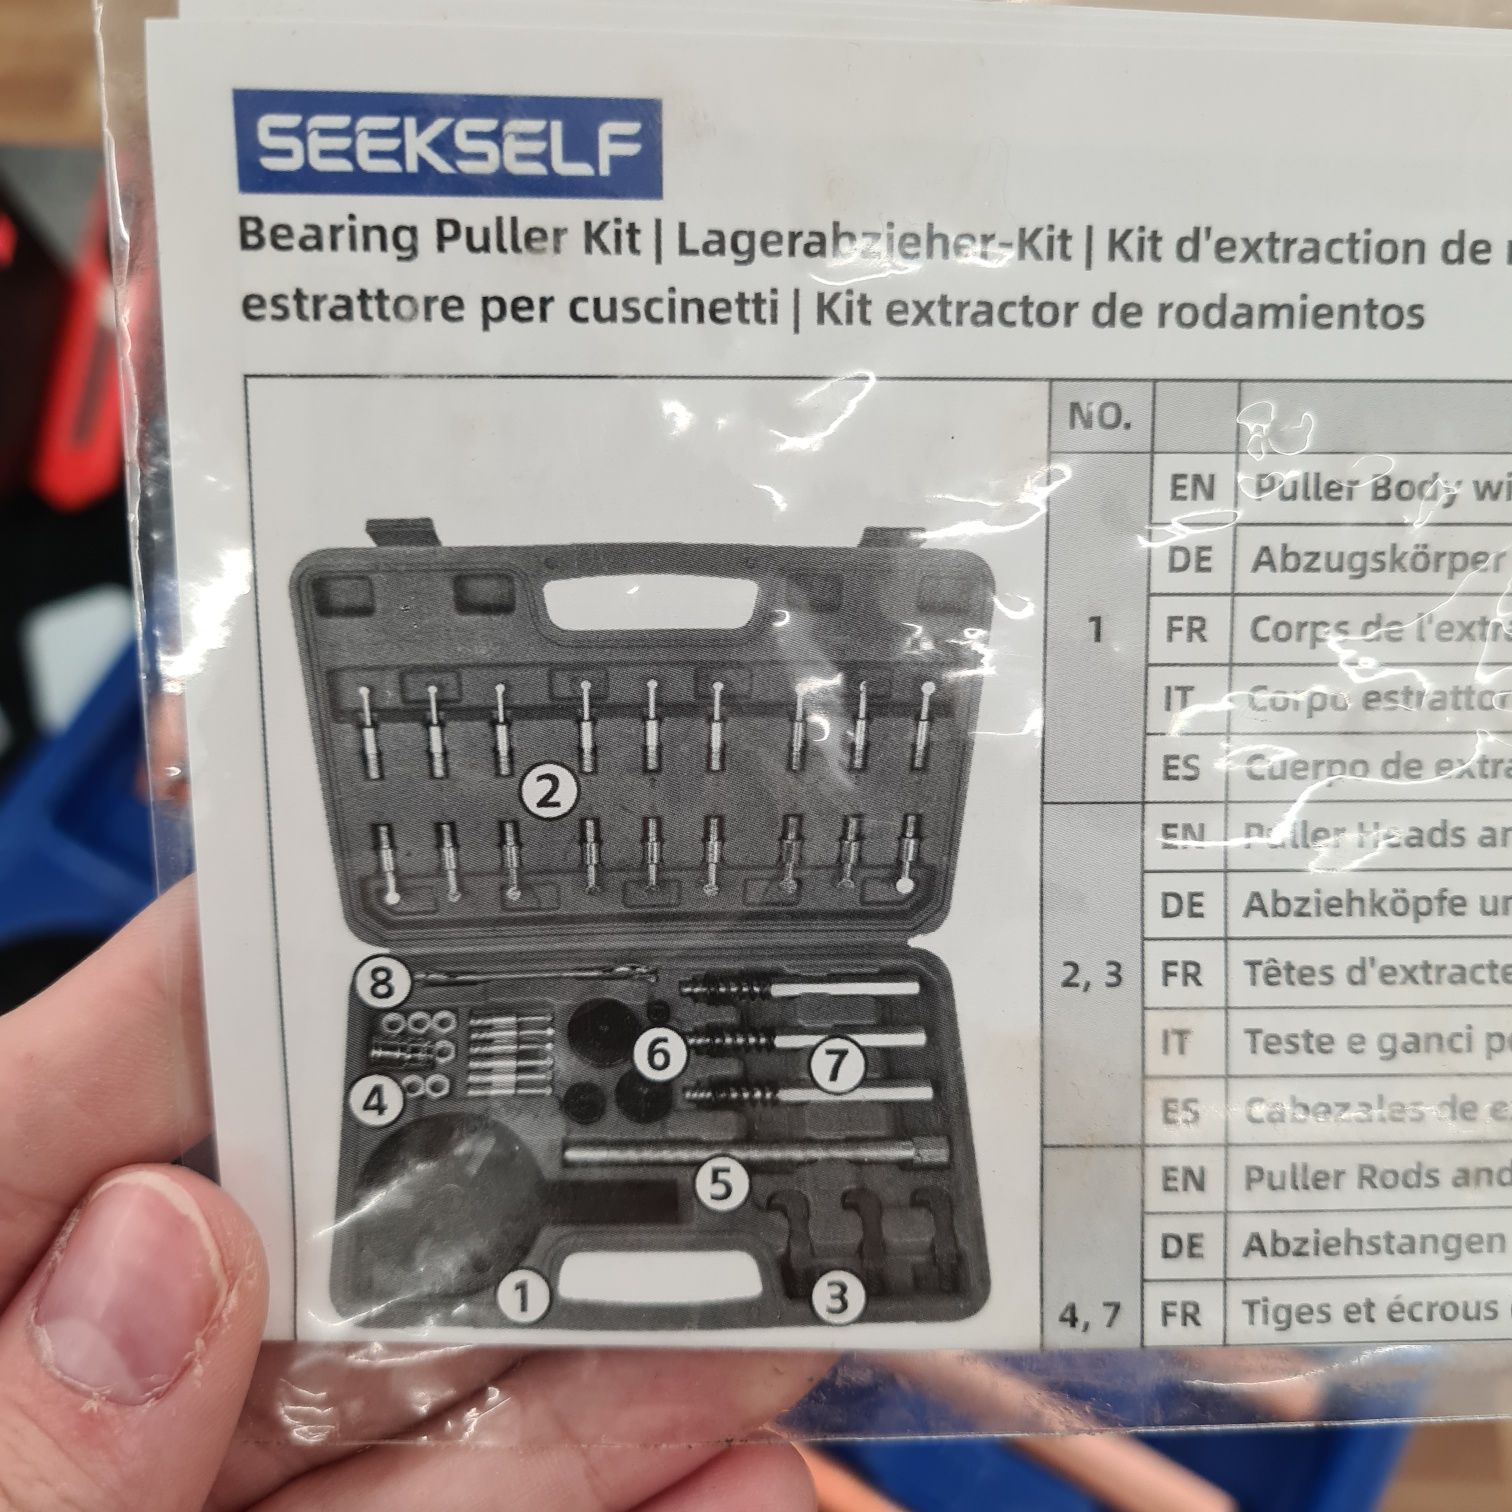 SEEKSELF
Bearing Puller Kit | Lagerabzieher-Kit | Kit d'extraction de
estrattore per cuscinetti | Kit extractor de rodamientos
NO.
1
EN Puller Body
DE Abzugskörper
FR Corps de l'extr
IT Corpo estrattor
ES Cuerpo de extra
2, 3
EN Puller Heads
DE Abziehköpfe
FR Têtes d'extracte
IT Teste e ganci
ES Cabezales de
4, 7
EN Puller Rods and
DE Abziehstangen
FR Tiges et écrous
2
8
6
7
4
5
1
3